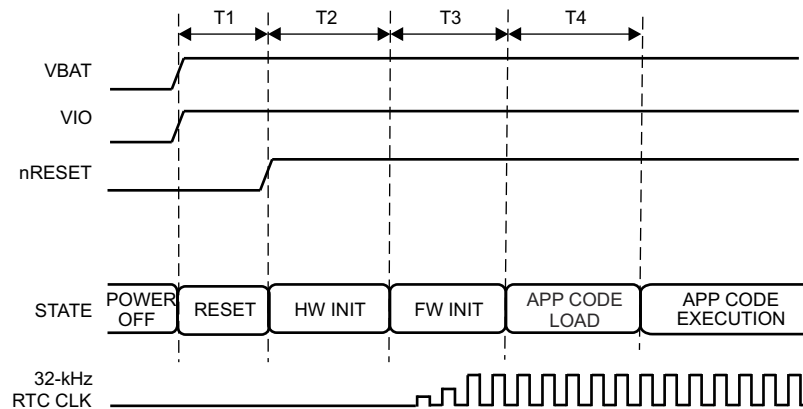 T1 T2 T3 T4
VBAT
VIO
nRESET
STATE
POWER
OFF
RESET
HW INIT
FW INIT
APP CODE
LOAD
APP CODE
EXECUTION
32-kHz
RTC CLK